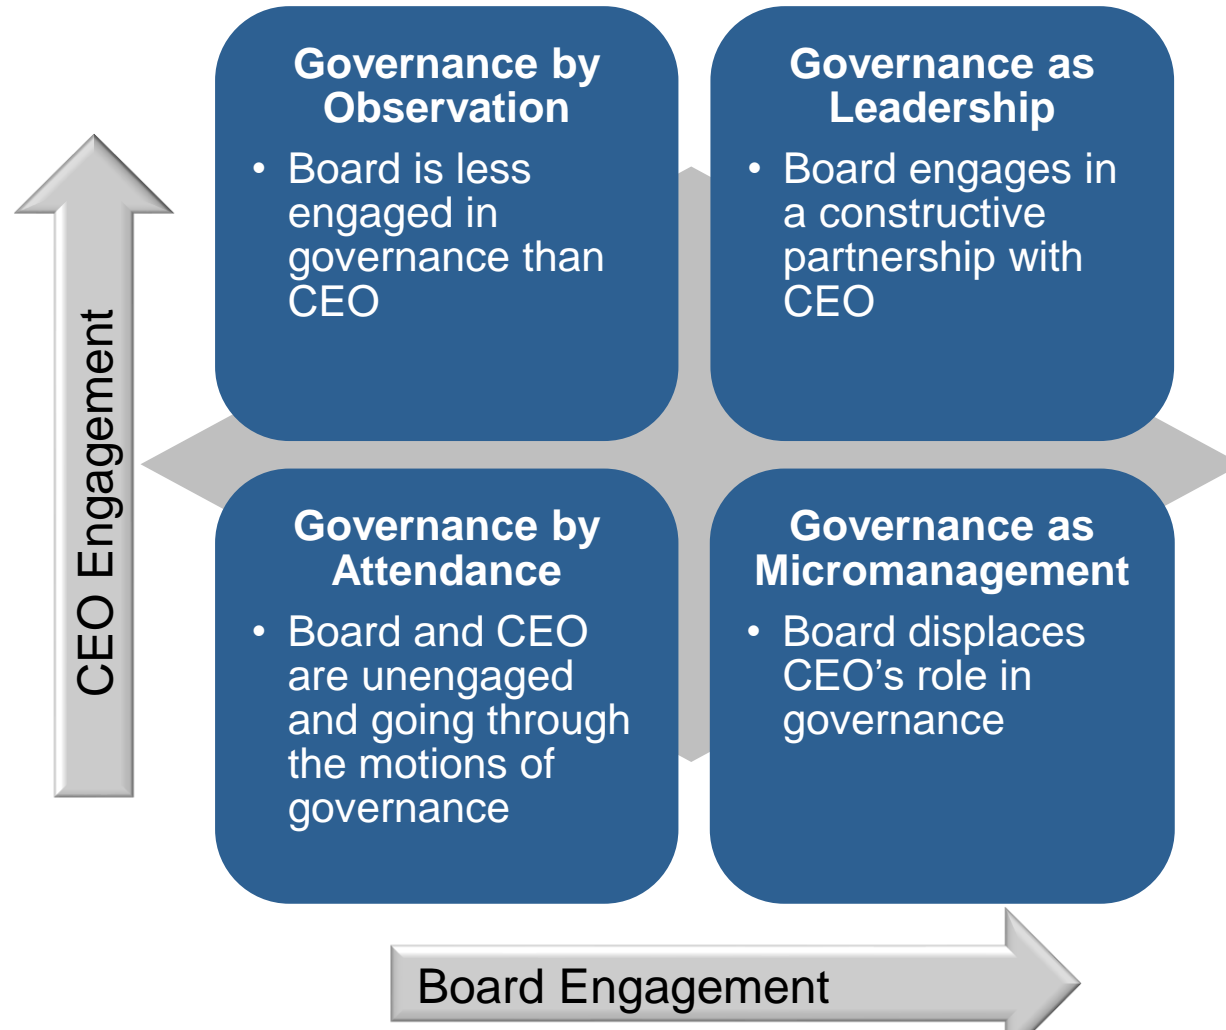 Governance by
Observation
• Board is less
engaged in
governance than
CEO
Governance as
Leadership
• Board engages in
a constructive
partnership with
CEO
CEO Engagement
Governance by
Attendance
• Board and CEO
are unengaged
and going through
the motions of
governance
Governance as
Micromanagement
• Board displaces
CEO’s role in
governance
Board Engagement